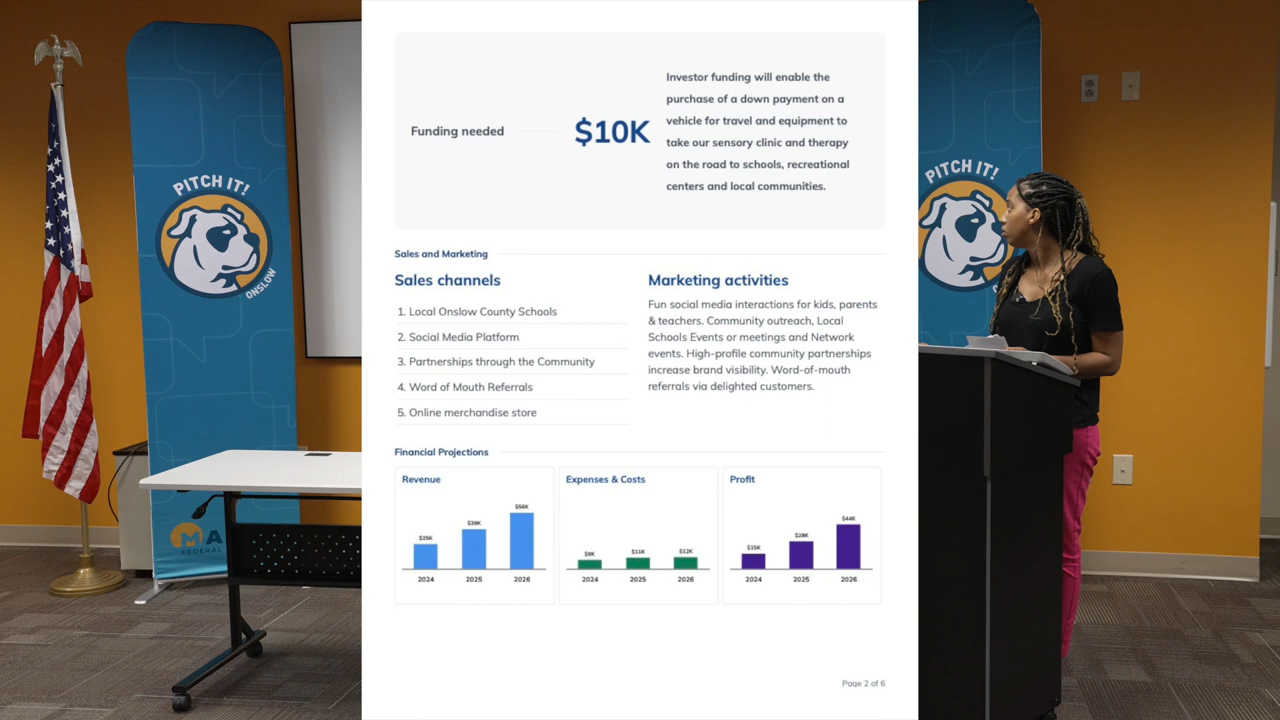 PITCH IT!
ONSLOW
MA
FEDERAL
Funding needed
$10K
Investor funding will enable the
purchase of a down payment on a
vehicle for travel and equipment to
take our sensory clinic and therapy
on the road to schools, recreational
centers and local communities.
Sales and Marketing
Sales channels
1. Local Onslow County Schools
2. Social Media Platform
3. Partnerships through the Community
4. Word of Mouth Referrals
5. Online merchandise store
Marketing activities
Fun social media interactions for kids, parents
& teachers. Community outreach, Local
Schools Events or meetings and Network
events. High-profile community partnerships
increase brand visibility. Word-of-mouth
referrals via delighted customers.
Financial Projections
Revenue
$25K
$39K
$56K
2024
2025
2026
Expenses & Costs
$9K
$11K
$12K
2024
2025
2026
Profit
$15K
$28K
$44K
2024
2025
2026
Page 2 of 6
PITCH IT!